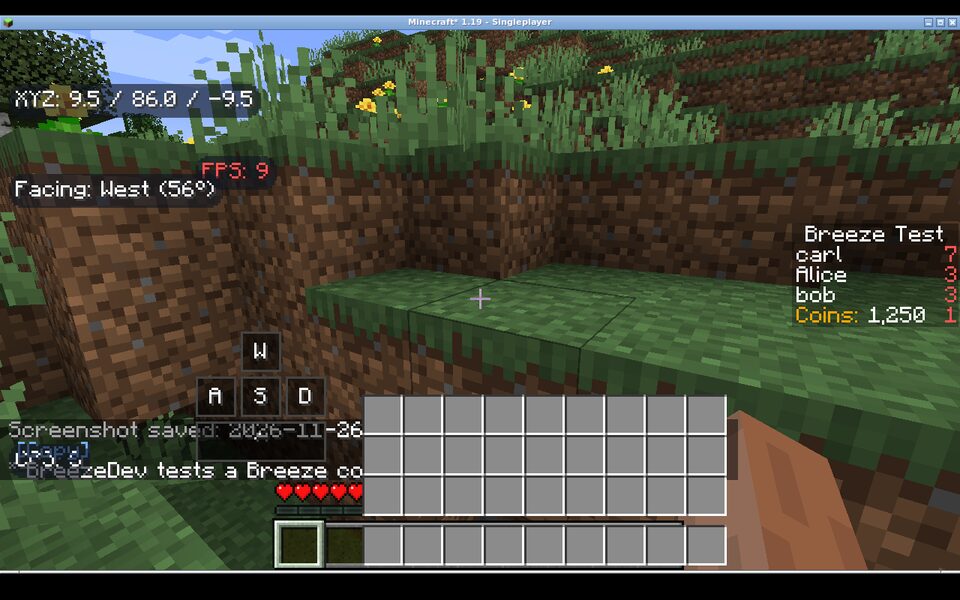 Minecraft* 1.19 - Singleplayer
XYZ: 9.5 / 86.0 / -9.5
FPS: 9
Facing: West (56°)
Breeze Test
carl 7
Alice 3
bob 3
Coins: 1,250 1
W
A S D
Screenshot saved: 2026-11-26
[Copy]
* BreezeDev tests a Breeze co